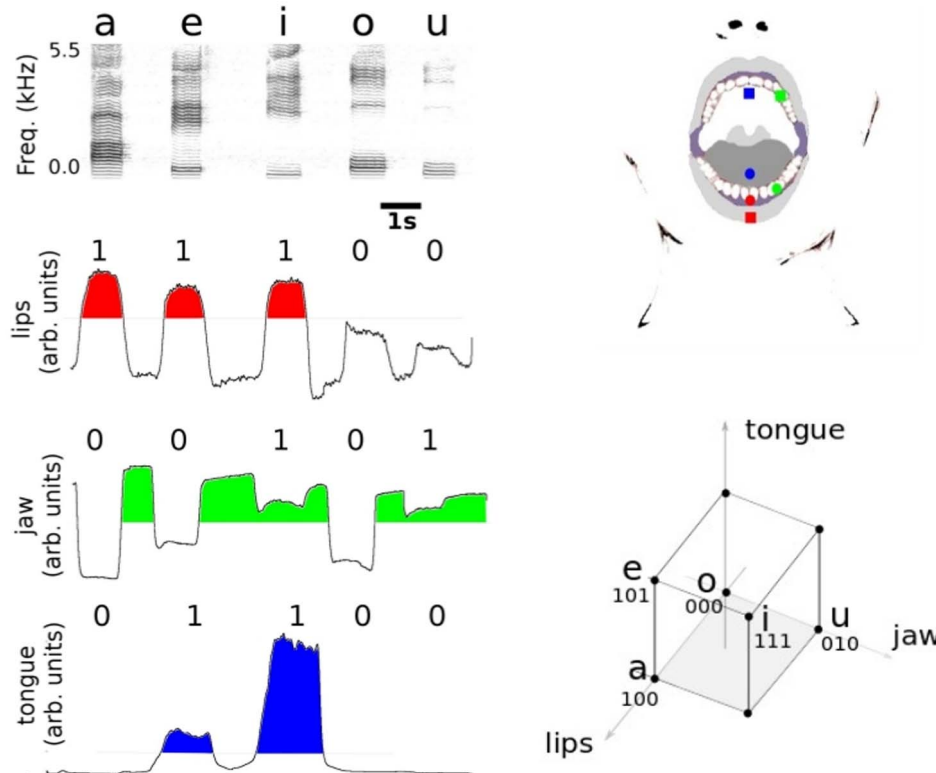 a e i o u
5.5
Freq. (kHz)
0.0
1s
1 1 1 0 0
lips
(arb. units)
0 0 1 0 1
jaw
(arb. units)
0 1 1 0 0
tongue
(arb. units)
tongue
e
101
o
000
i
111
u
010
jaw
a
100
lips